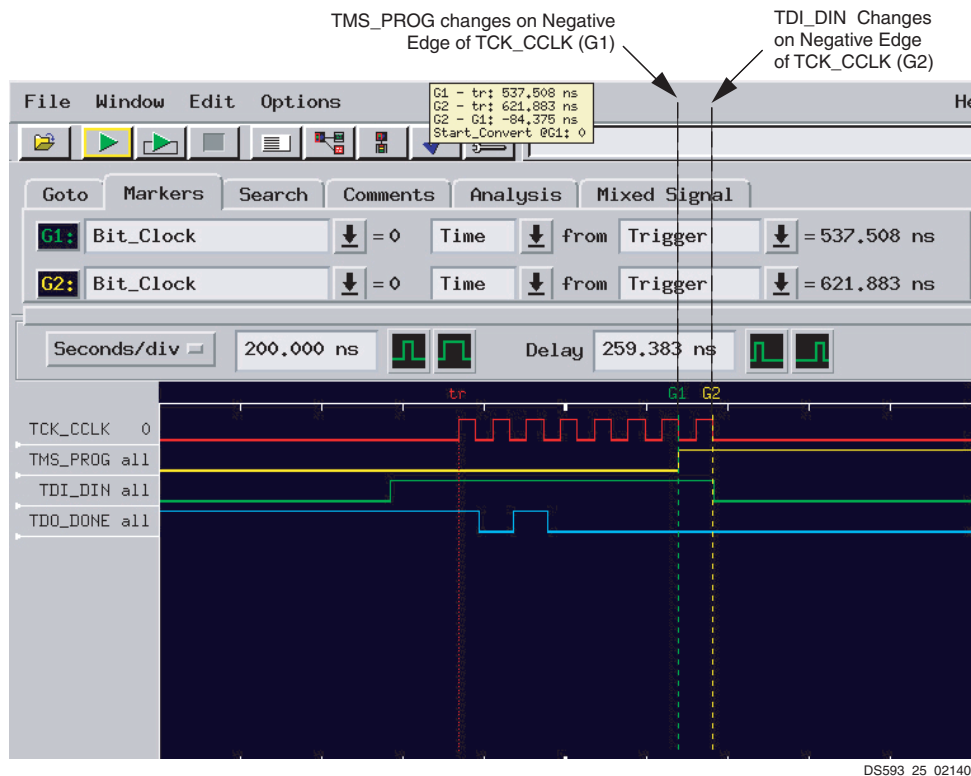 TMS_PROG changes on Negative
Edge of TCK_CCLK (G1)
TDI_DIN Changes
on Negative Edge
of TCK_CCLK (G2)
File Window Edit Options
G1 - tr: 537.508 ns
G2 - tr: 621.883 ns
G2 - G1: -84.375 ns
Start_Convert @G1: 0
Goto Markers Search Comments Analysis Mixed Signal
G1: Bit_Clock = 0 Time from Trigger = 537.508 ns
G2: Bit_Clock = 0 Time from Trigger = 621.883 ns
Seconds/div 200.000 ns Delay 259.383 ns
tr G1 G2
TCK_CCLK 0
TMS_PROG all
TDI_DIN all
TDO_DONE all
DS593_25_02140